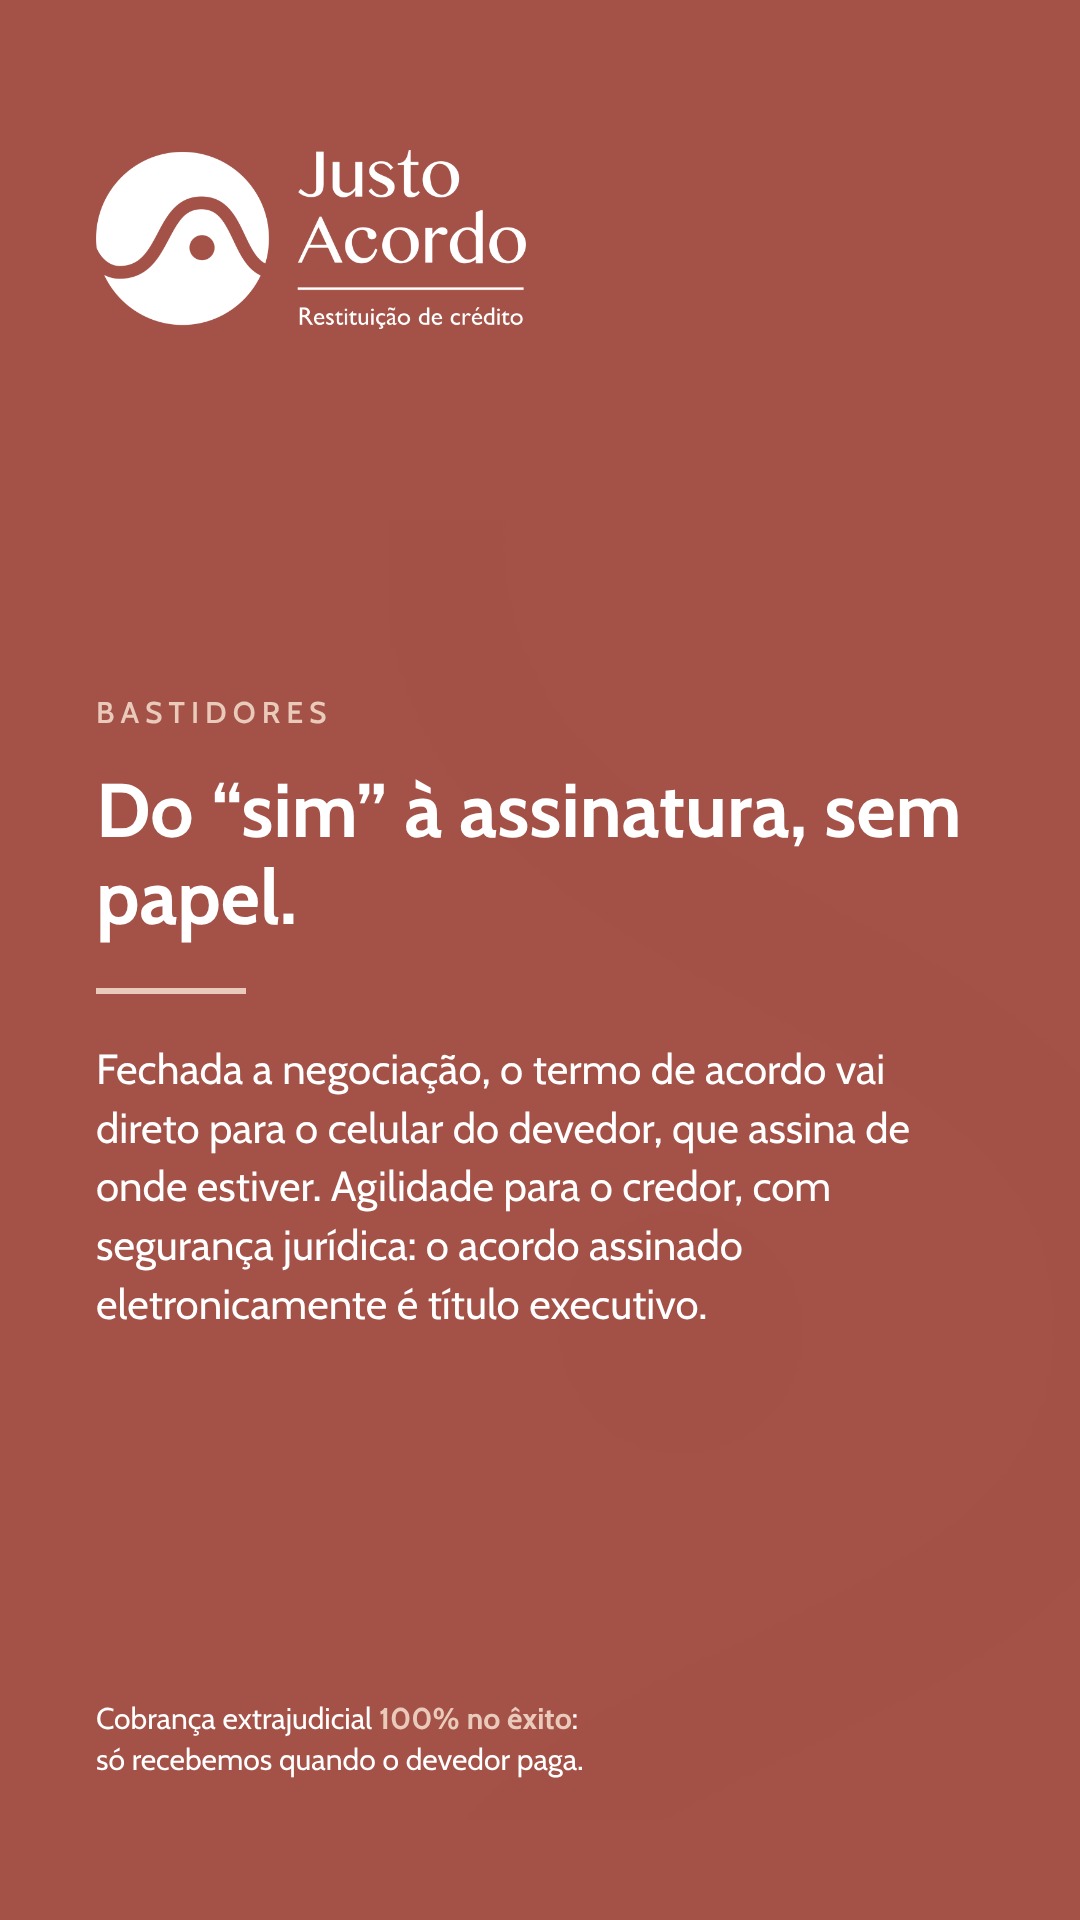 Justo
Acordo
Restituição de crédito
BASTIDORES
Do “sim” à assinatura, sem
papel.
Fechada a negociação, o termo de acordo vai
direto para o celular do devedor, que assina de
onde estiver. Agilidade para o credor, com
segurança jurídica: o acordo assinado
eletronicamente é título executivo.
Cobrança extrajudicial 100% no êxito:
só recebemos quando o devedor paga.